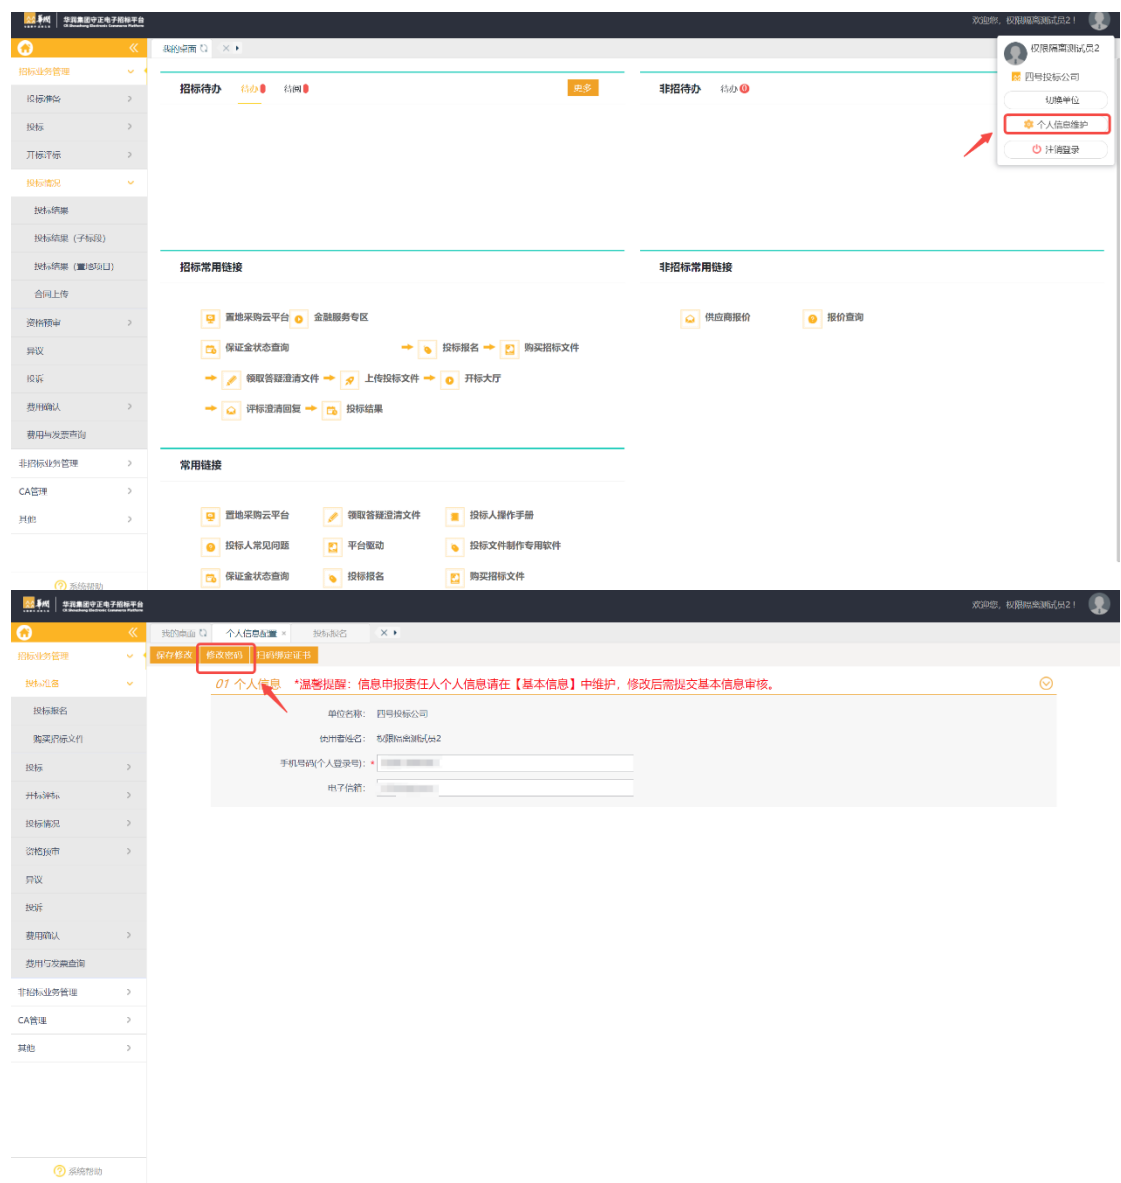 华润集团守正电子招标平台
欢迎您，权限隔离测试员2！
我的桌面
招标业务管理
投标准备
投标
开标评标
投标情况
投标结果
投标结果（子标段）
投标结果（置地项目）
合同上传
资格预审
异议
投诉
费用确认
费用与发票查询
非招标业务管理
CA管理
其他
系统帮助
招标待办 待办 待阅 更多
非招待办 待办 0
权限隔离测试员2
四号投标公司
切换单位
个人信息维护
注销登录
招标常用链接
置地采购云平台 金融服务专区
保证金状态查询 投标报名 购买招标文件
领取答疑澄清文件 上传投标文件 开标大厅
评标澄清回复 投标结果
非招标常用链接
供应商报价 报价查询
常用链接
置地采购云平台 领取答疑澄清文件 投标人操作手册
投标人常见问题 平台驱动 投标文件制作专用软件
保证金状态查询 投标报名 购买招标文件
华润集团守正电子招标平台
欢迎您，权限隔离测试员2！
我的桌面 个人信息配置 × 投标报名
保存修改 修改密码 扫码绑定证书
招标业务管理
投标准备
投标报名
购买招标文件
投标
开标评标
投标情况
资格预审
异议
投诉
费用确认
费用与发票查询
非招标业务管理
CA管理
其他
系统帮助
01 个人信息 *温馨提醒：信息申报责任人个人信息请在【基本信息】中维护，修改后需提交基本信息审核。
单位名称： 四号投标公司
使用者姓名： 权限隔离测试员2
手机号码(个人登录号)： *
电子信箱：